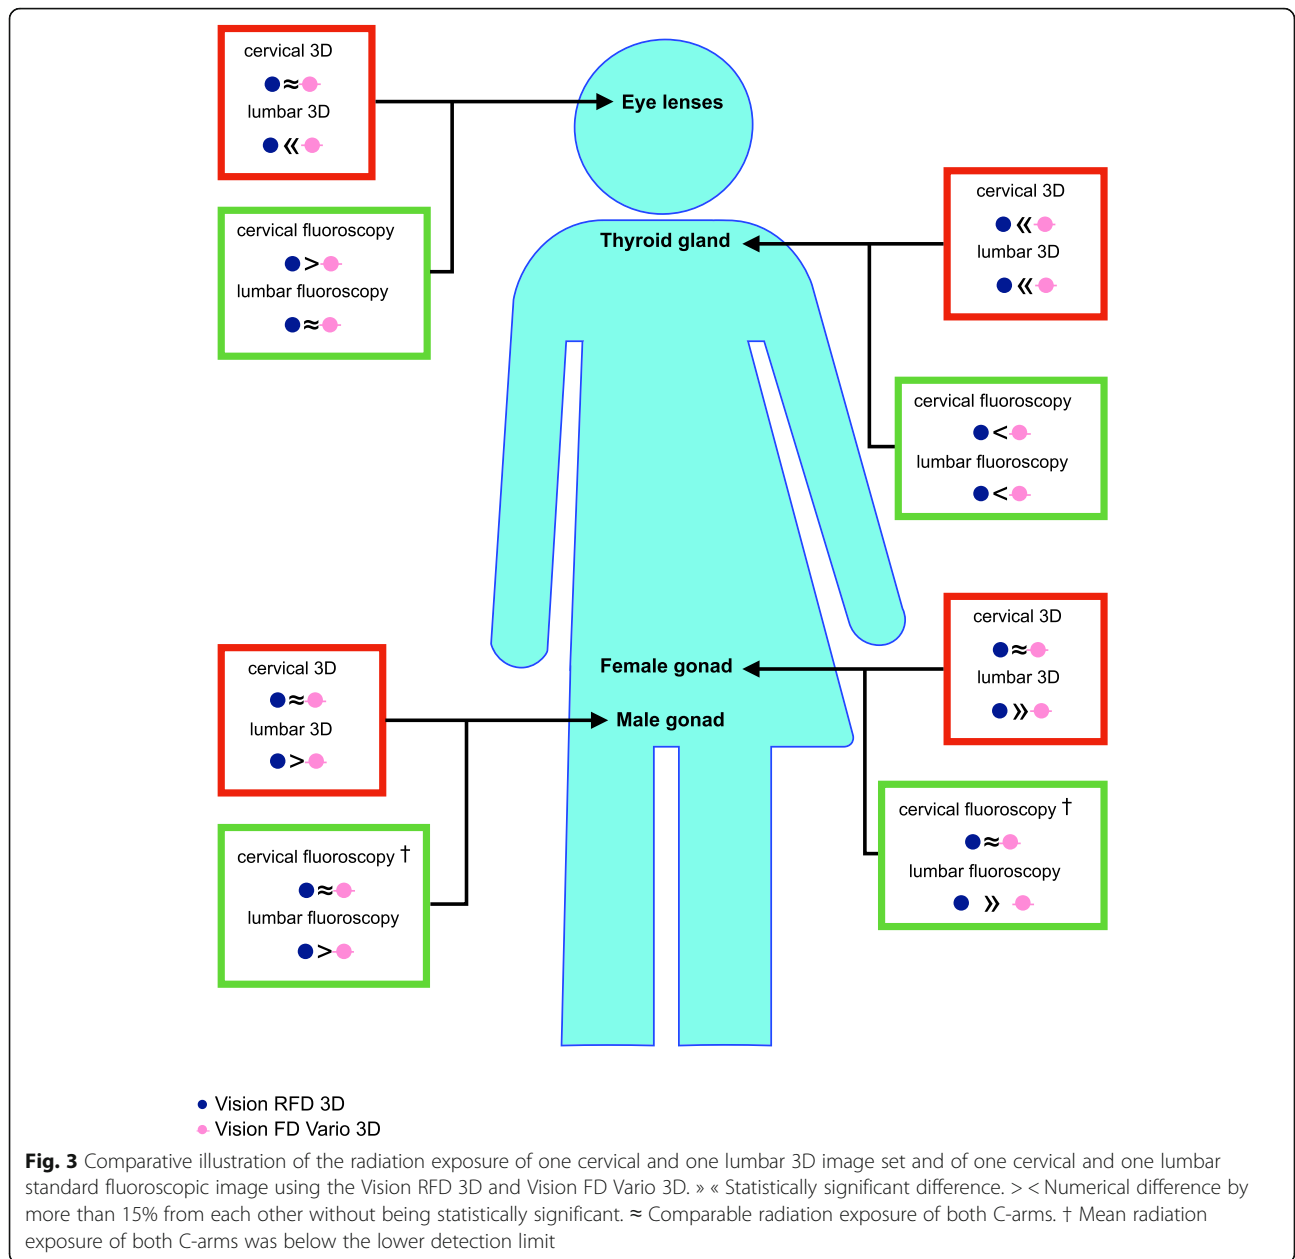 cervical 3D
≈
lumbar 3D
«
Eye lenses
cervical fluoroscopy
>
lumbar fluoroscopy
≈
cervical 3D
«
lumbar 3D
«
Thyroid gland
cervical fluoroscopy
<
lumbar fluoroscopy
<
cervical 3D
≈
lumbar 3D
»
Female gonad
cervical 3D
≈
lumbar 3D
>
Male gonad
cervical fluoroscopy †
≈
lumbar fluoroscopy
»
cervical fluoroscopy †
≈
lumbar fluoroscopy
>
Vision RFD 3D
Vision FD Vario 3D
Fig. 3 Comparative illustration of the radiation exposure of one cervical and one lumbar 3D image set and of one cervical and one lumbar
standard fluoroscopic image using the Vision RFD 3D and Vision FD Vario 3D. » « Statistically significant difference. > < Numerical difference by
more than 15% from each other without being statistically significant. ≈ Comparable radiation exposure of both C-arms. † Mean radiation
exposure of both C-arms was below the lower detection limit